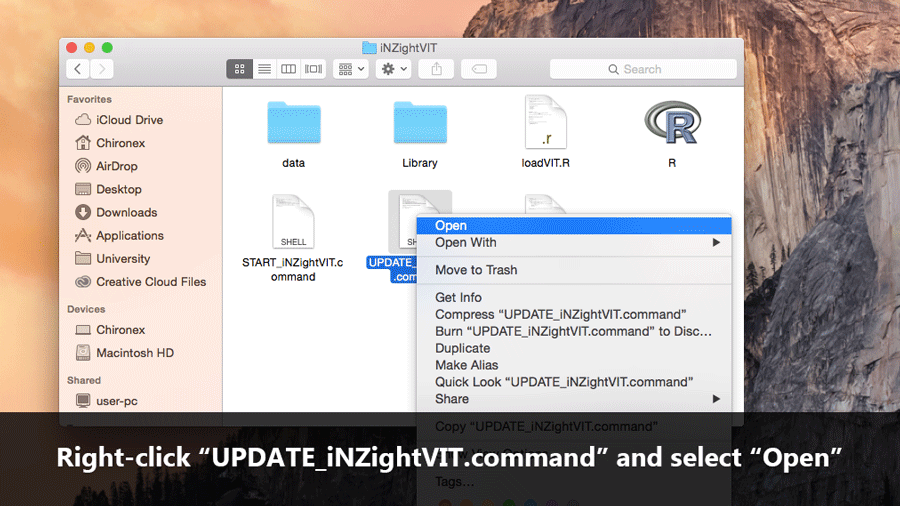 iNZightVIT
Search
Favorites
iCloud Drive
Chironex
AirDrop
Desktop
Downloads
Applications
University
Creative Cloud Files
Devices
Chironex
Macintosh HD
Shared
user-pc
data
Library
.r
loadVIT.R
R
R
SHELL
START_iNZightVIT.c
ommand
SH
UPDATE_
.com
Open
Open With
Move to Trash
Get Info
Compress “UPDATE_iNZightVIT.command”
Burn “UPDATE_iNZightVIT.command” to Disc...
Duplicate
Make Alias
Quick Look “UPDATE_iNZightVIT.command”
Share
Copy “UPDATE_iNZightVIT.command”
Right-click “UPDATE_iNZightVIT.command” and select “Open”
Tags...